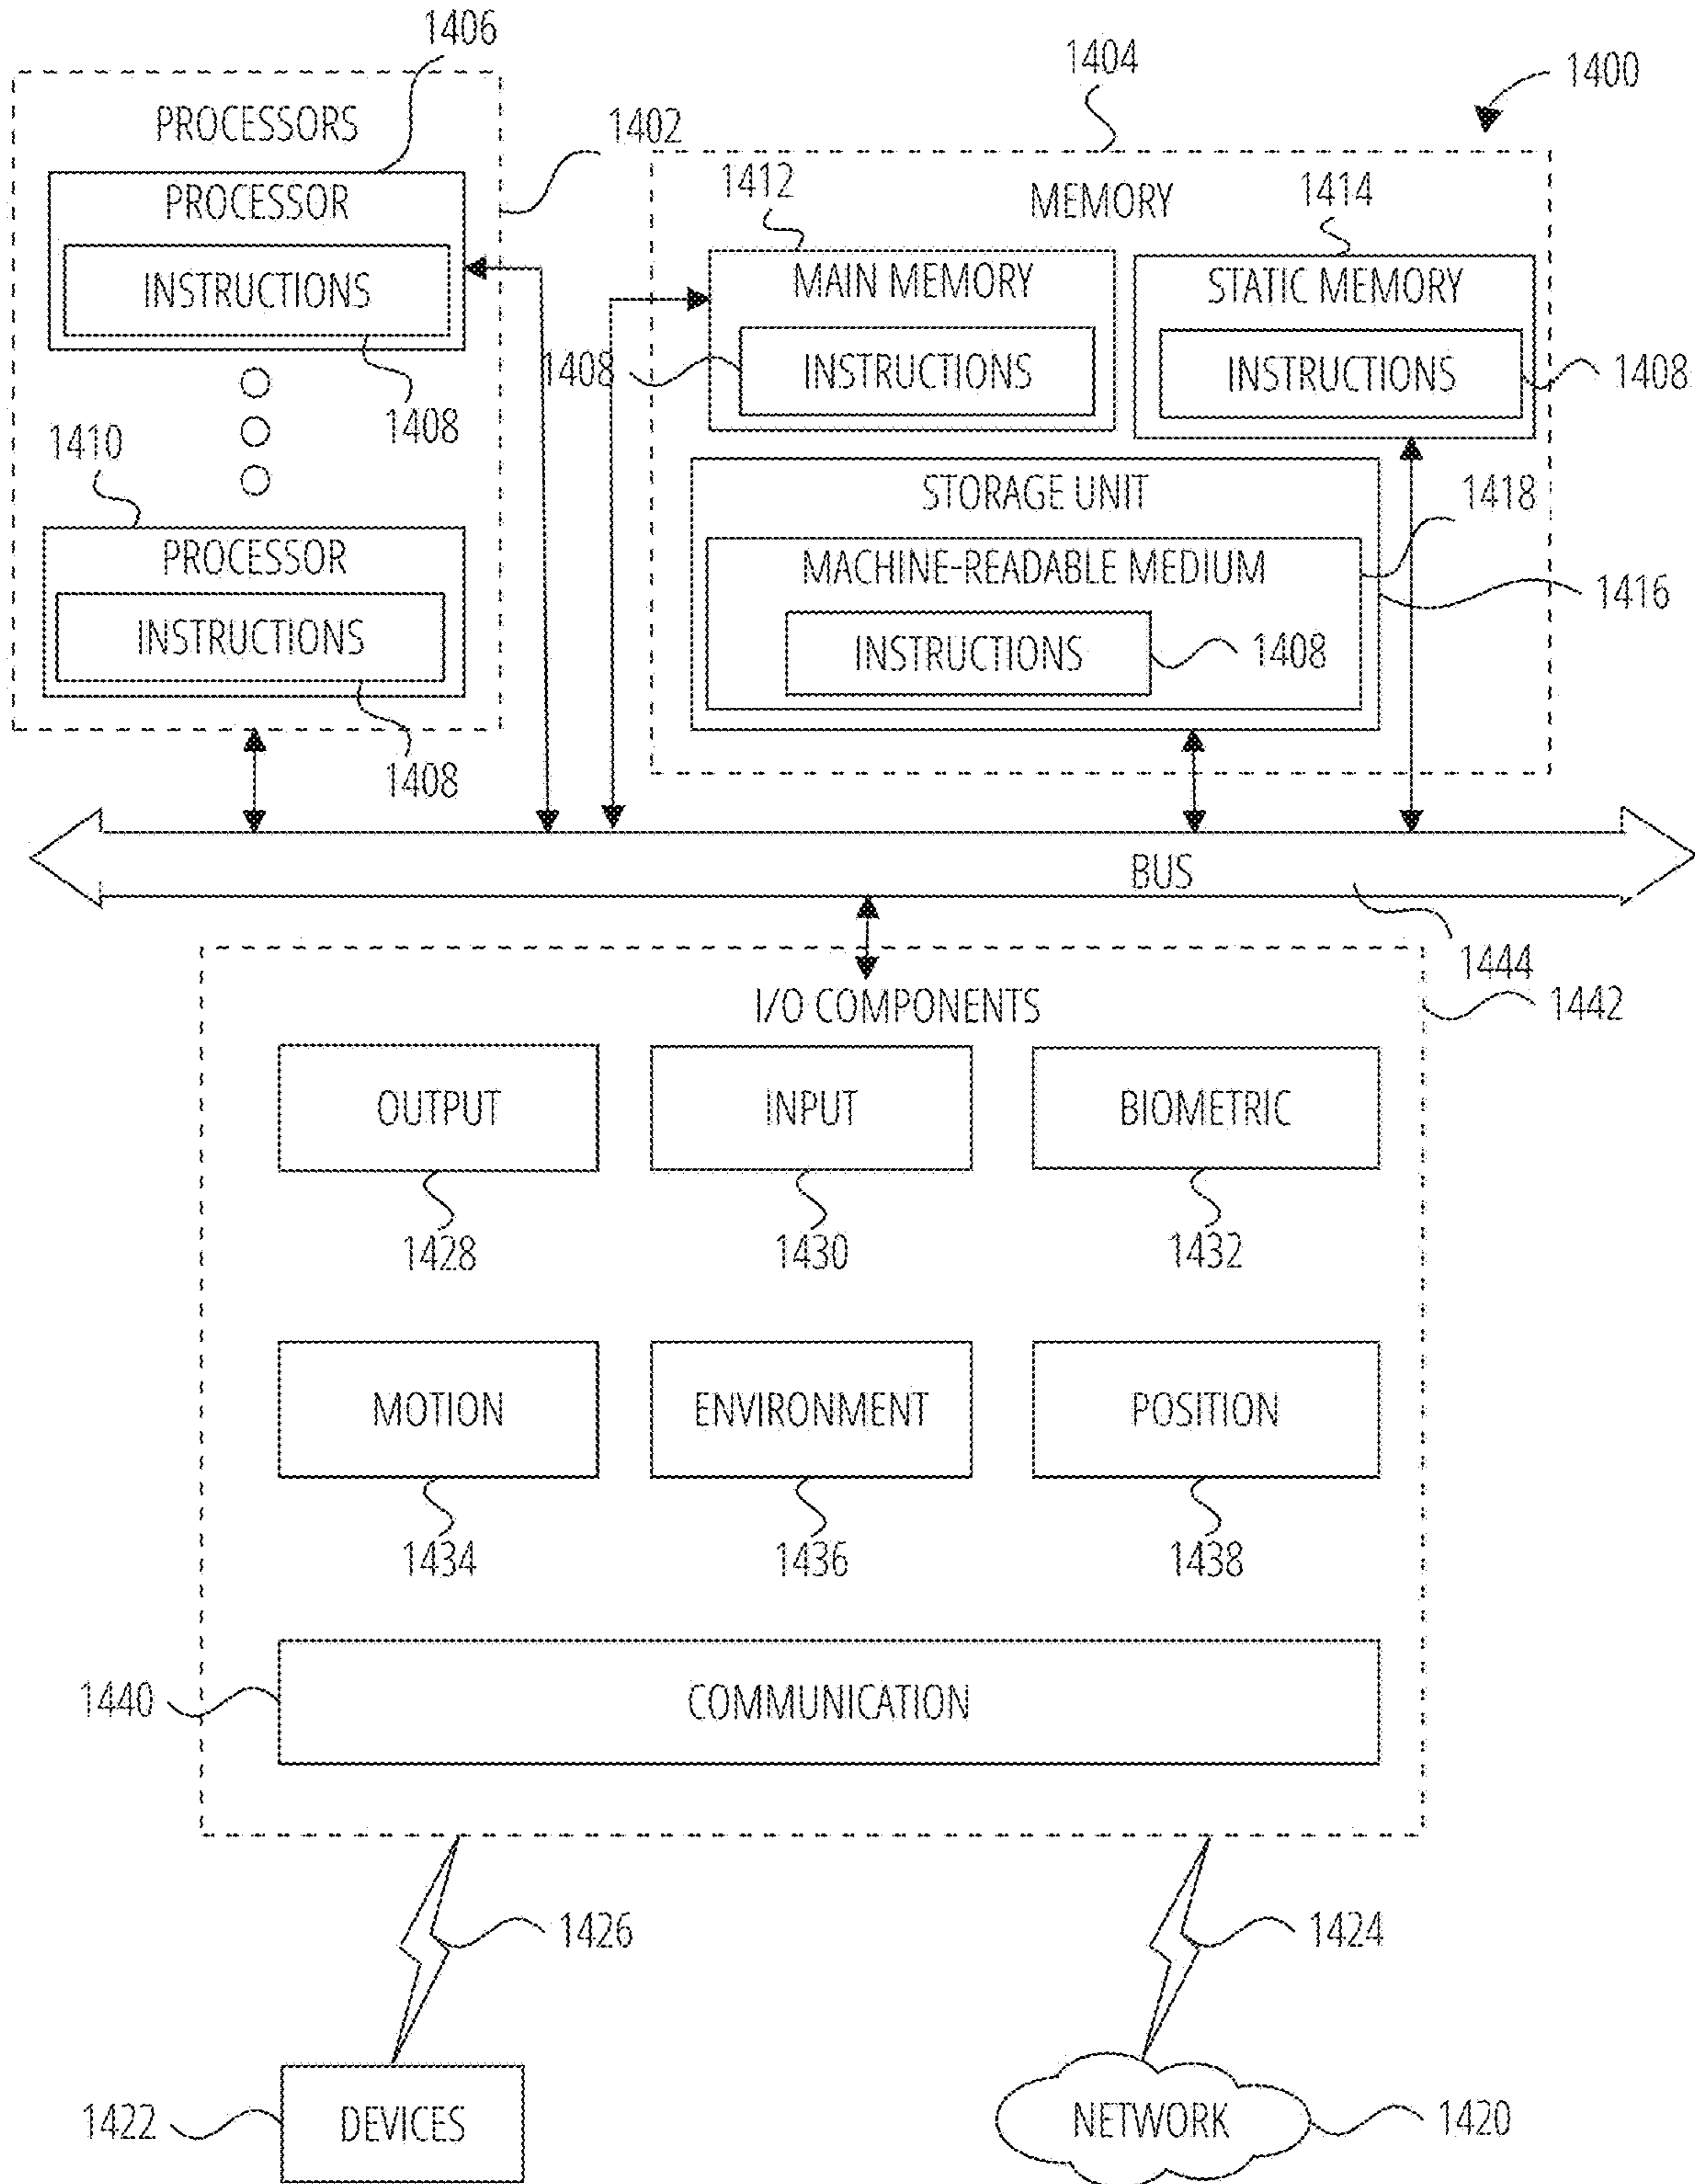 1406
1404
1400
PROCESSORS
1402
PROCESSOR
INSTRUCTIONS
1408
1410
PROCESSOR
INSTRUCTIONS
1408
MEMORY
1412
1414
MAIN MEMORY
INSTRUCTIONS
1408
STATIC MEMORY
INSTRUCTIONS
1408
STORAGE UNIT
1418
MACHINE-READABLE MEDIUM
1416
INSTRUCTIONS
1408
BUS
1444
1442
I/O COMPONENTS
OUTPUT
INPUT
BIOMETRIC
1428
1430
1432
MOTION
ENVIRONMENT
POSITION
1434
1436
1438
1440
COMMUNICATION
1426
1424
1422
DEVICES
NETWORK
1420